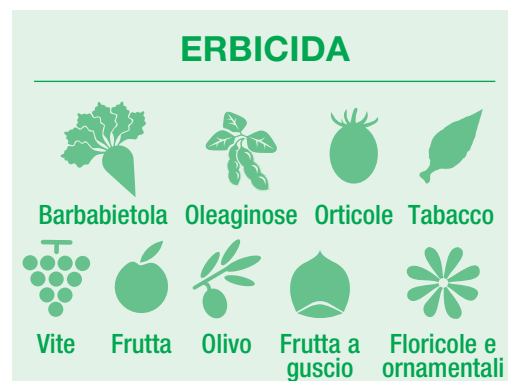 ERBICIDA
Barbabietola Oleaginose Orticole Tabacco
Vite Frutta Olivo Frutta a guscio Floricole e ornamentali